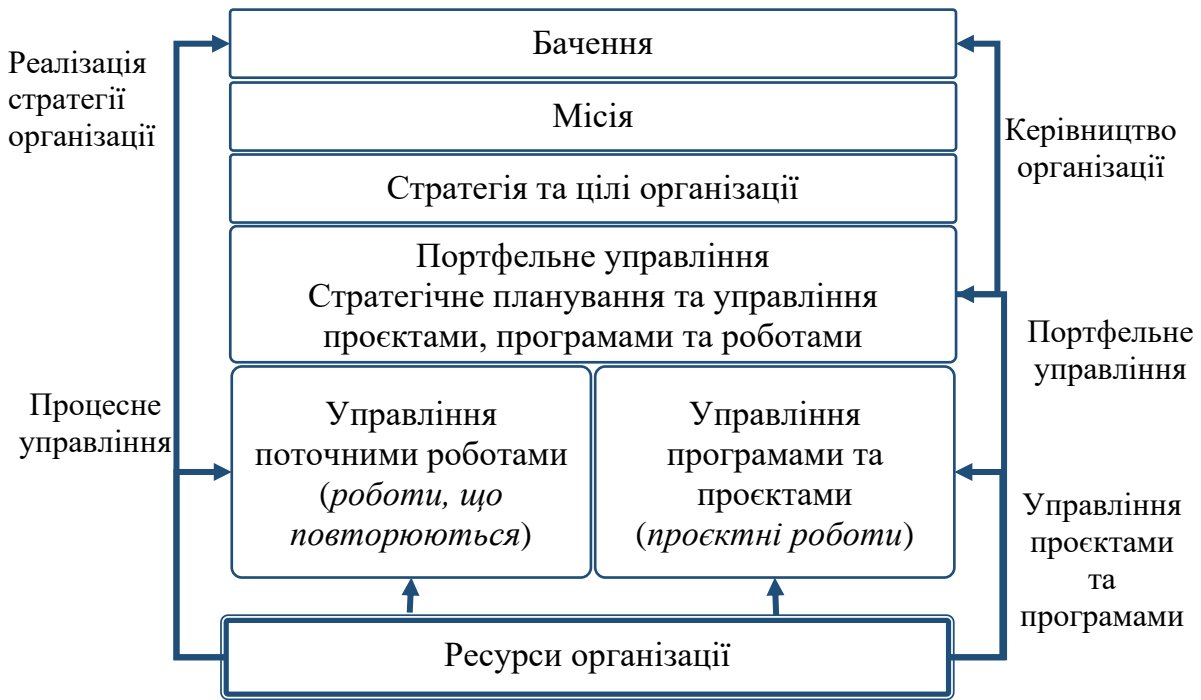 Бачення
Реалізація
стратегії
організації
Місія
Керівництво
організації
Стратегія та цілі організації
Портфельне управління
Стратегічне планування та управління
проєктами, програмами та роботами
Портфельне
управління
Процесне
управління
Управління
поточними роботами
(роботи, що
повторюються)
Управління
програмами та
проєктами
(проєктні роботи)
Управління
проєктами
та
програмами
Ресурси організації